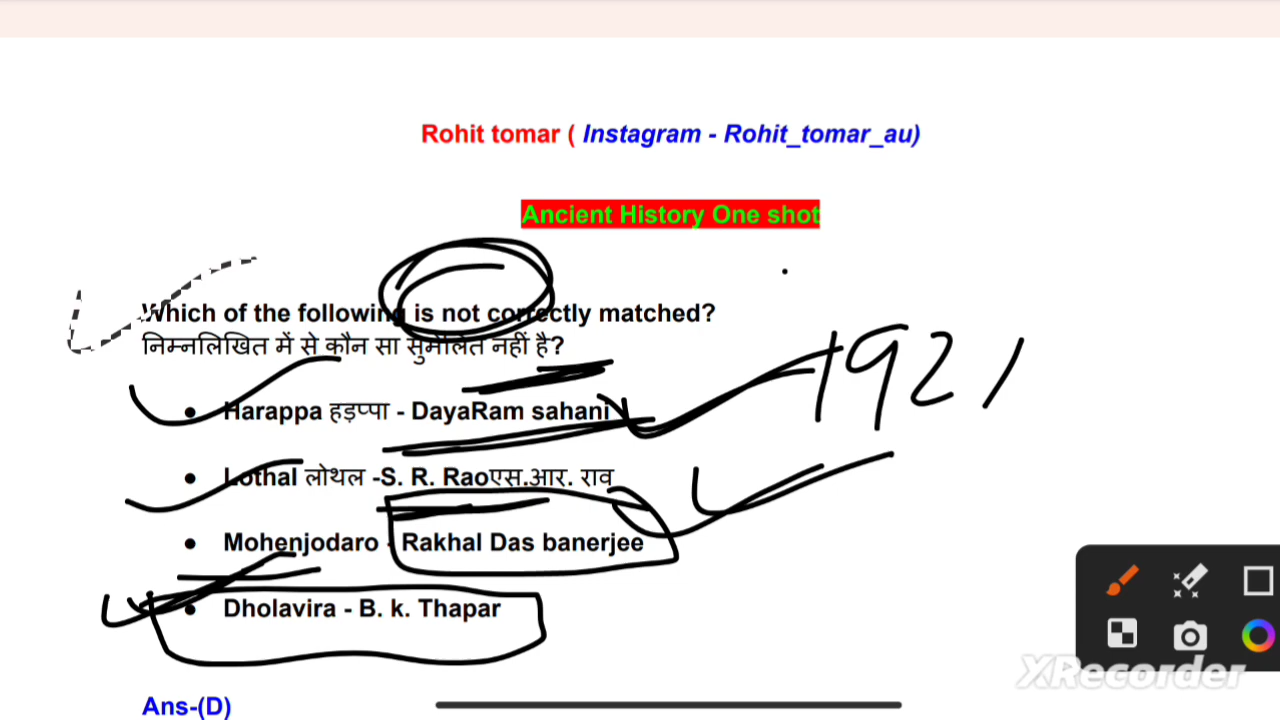 Rohit tomar ( Instagram - Rohit_tomar_au)
Ancient History One shot
Which of the following is not correctly matched?
निम्नलिखित में से कौन सा सुमेलित नहीं है?
• Harappa हड़प्पा - DayaRam sahani
1921
• Lothal लोथल -S. R. Raoएस.आर. राव
• Mohenjodaro - Rakhal Das banerjee
• Dholavira - B. k. Thapar
Ans-(D)
XRecorder